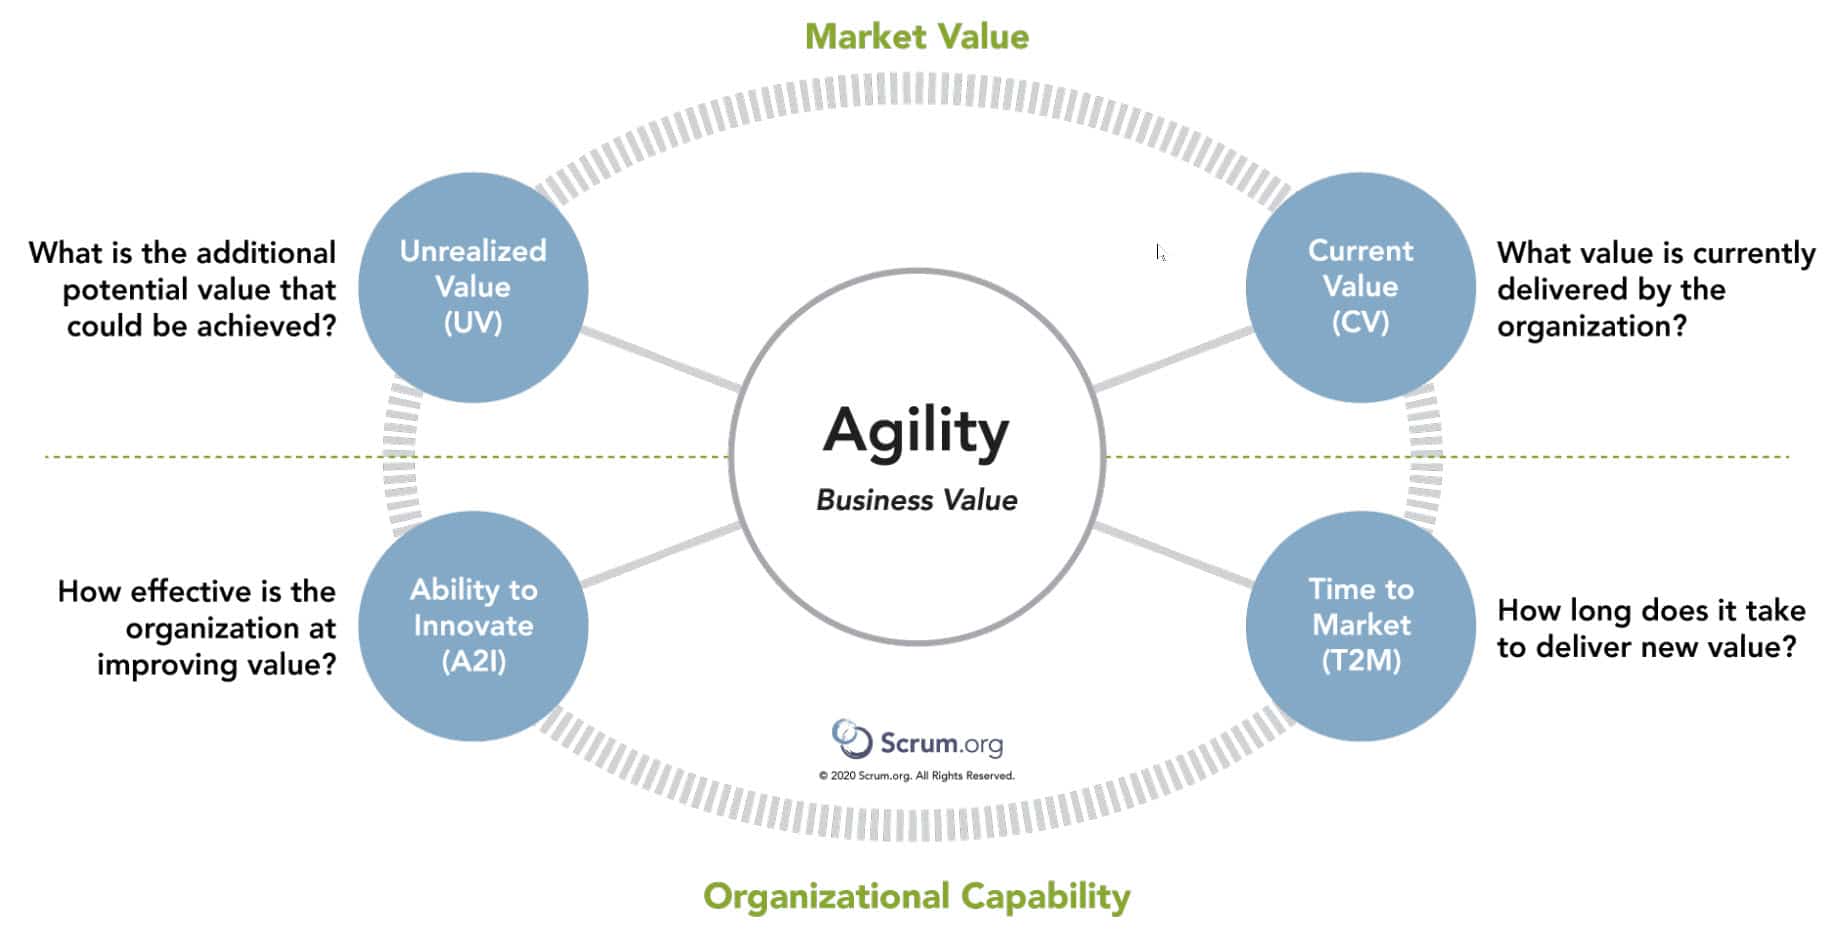 Market Value
What is the additional
potential value that
could be achieved?
Unrealized
Value
(UV)
Current
Value
(CV)
What value is currently
delivered by the
organization?
Agility
Business Value
How effective is the
organization at
improving value?
Ability to
Innovate
(A2I)
Time to
Market
(T2M)
How long does it take
to deliver new value?
Scrum.org
© 2020 Scrum.org. All Rights Reserved.
Organizational Capability